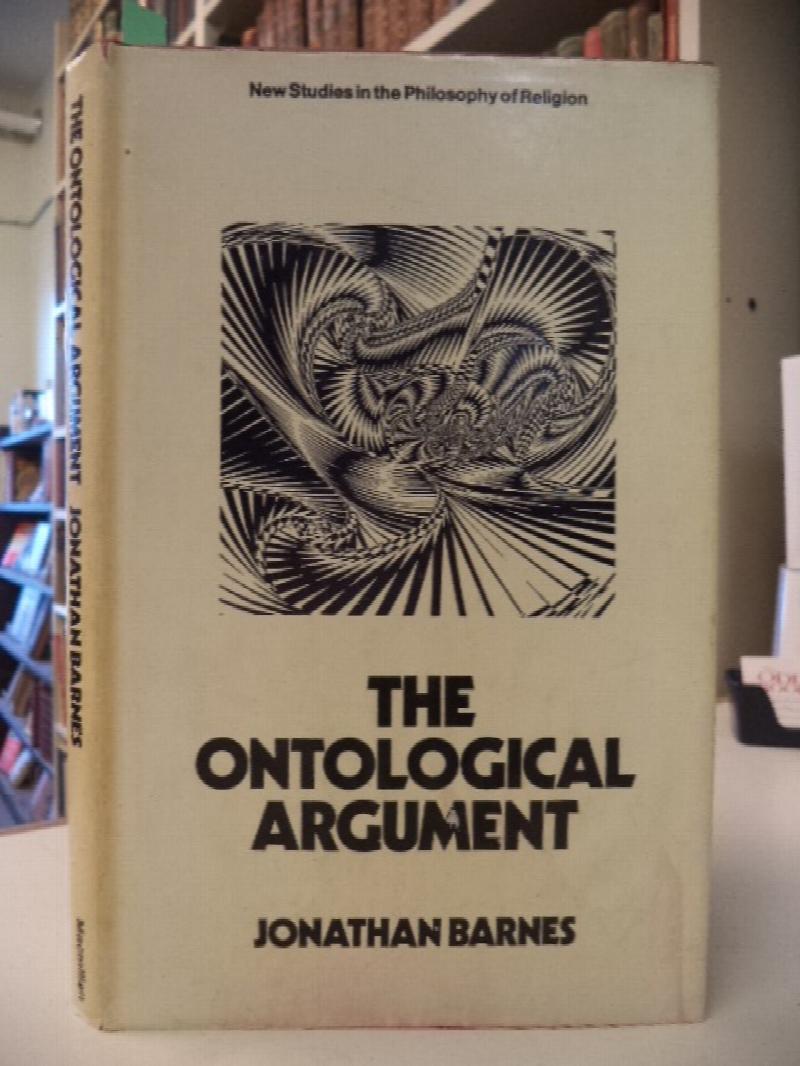 New Studies in the Philosophy of Religion
THE
ONTOLOGICAL
ARGUMENT
JONATHAN BARNES
THE ONTOLOGICAL ARGUMENT JONATHAN BARNES
Macmillan